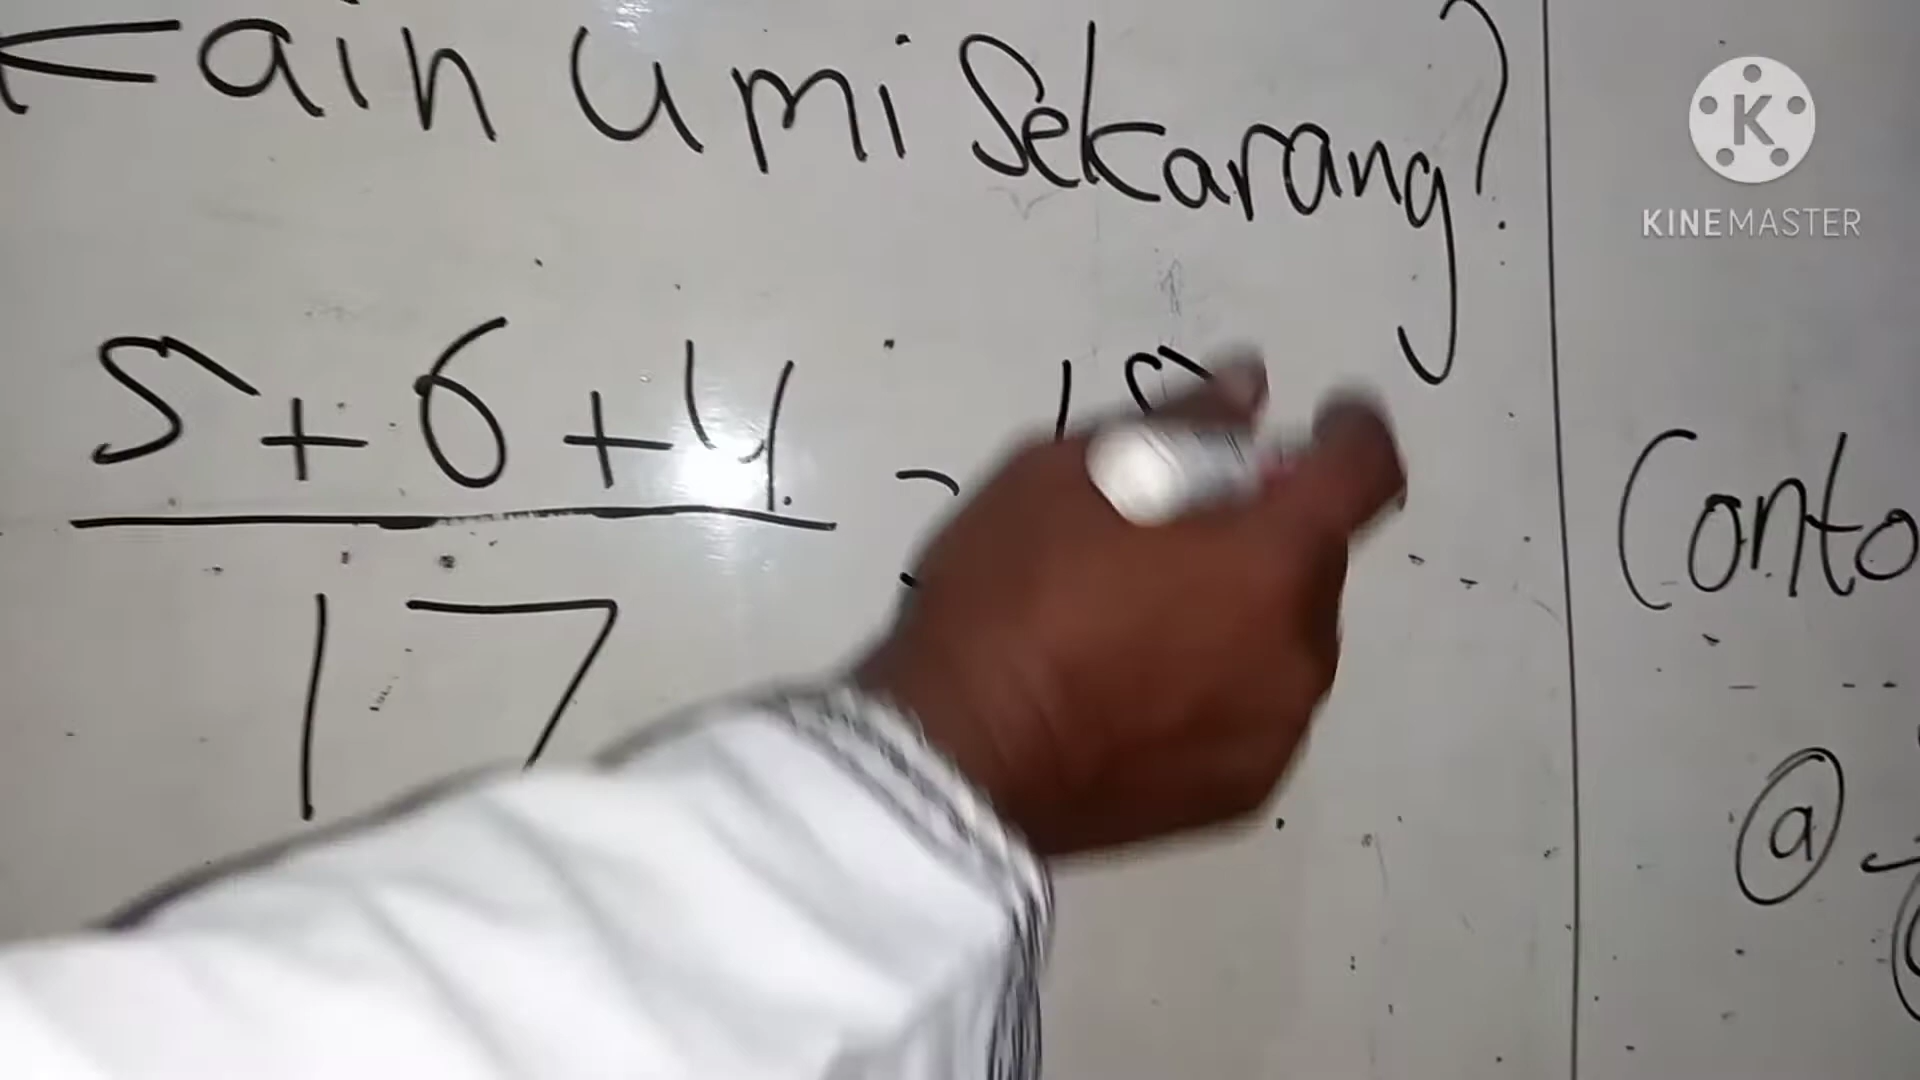 Kain Umi Sekarang?
5+6+4 =
17
Conto
a
K
KINEMASTER